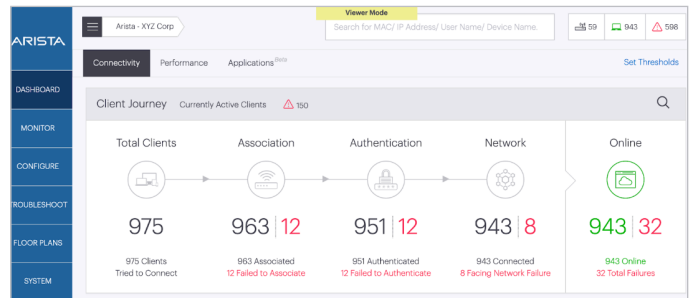 Viewer Mode
ARISTA
Arista - XYZ Corp
Search for MAC/ IP Address/ User Name/ Device Name.
59
943
598
Connectivity
Performance
Applications Beta
Set Thresholds
DASHBOARD
MONITOR
CONFIGURE
TROUBLESHOOT
FLOOR PLANS
SYSTEM
Client Journey
Currently Active Clients
150
Total Clients
Association
Authentication
Network
Online
975
963 12
951 12
943 8
943 32
975 Clients
Tried to Connect
963 Associated
12 Failed to Associate
951 Authenticated
12 Failed to Authenticate
943 Connected
8 Facing Network Failure
943 Online
32 Total Failures